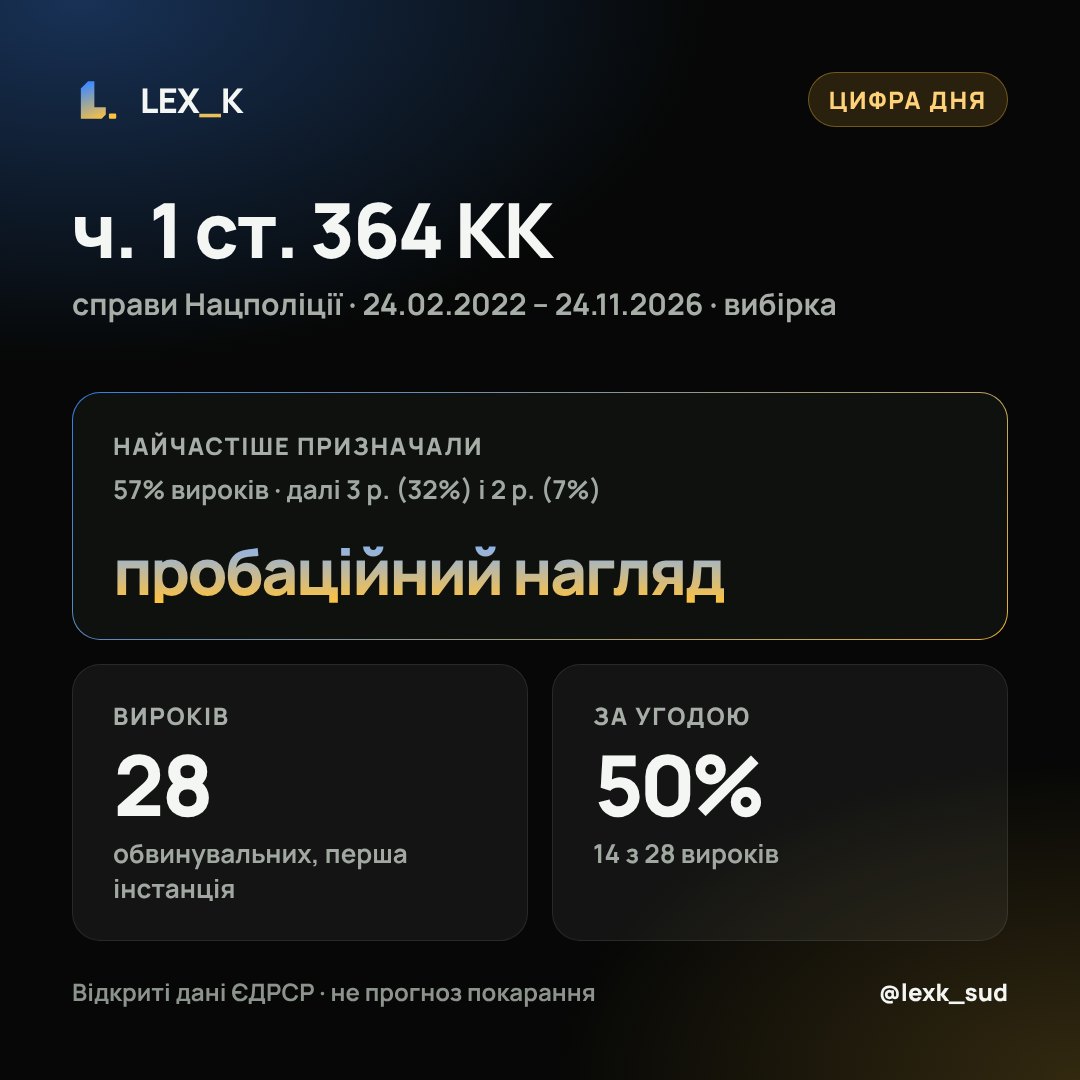 LEX_K
ЦИФРА ДНЯ
ч. 1 ст. 364 КК
справи Нацполіції · 24.02.2022 – 24.11.2026 · вибірка
НАЙЧАСТІШЕ ПРИЗНАЧАЛИ
57% вироків · далі 3 р. (32%) і 2 р. (7%)
пробаційний нагляд
ВИРОКІВ
28
обвинувальних, перша
інстанція
ЗА УГОДОЮ
50%
14 з 28 вироків
Відкриті дані ЄДРСР · не прогноз покарання
@lexk_sud